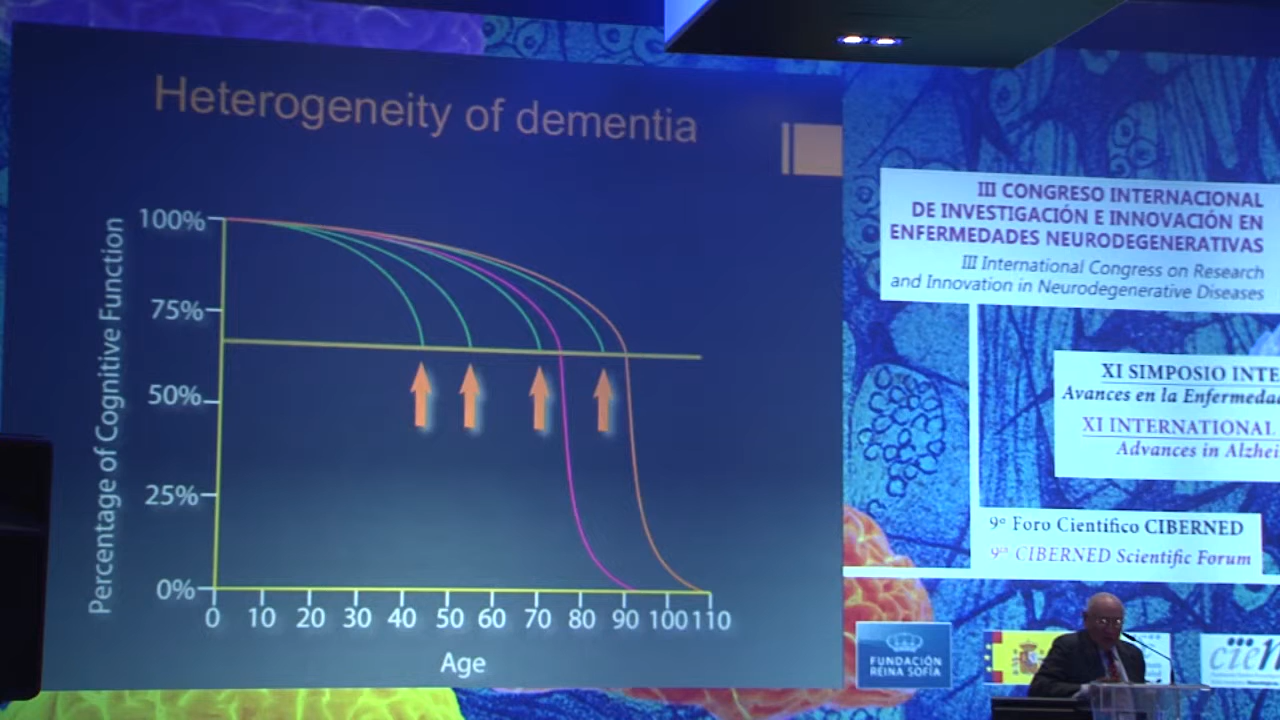 Heterogeneity of dementia
Percentage of Cognitive Function
100%
75%
50%
25%
0%
0 10 20 30 40 50 60 70 80 90 100 110
Age
III CONGRESO INTERNACIONAL
DE INVESTIGACIÓN E INNOVACIÓN EN
ENFERMEDADES NEURODEGENERATIVAS
III International Congress on Research
and Innovation in Neurodegenerative Diseases
XI SIMPOSIO INTE
Avances en la Enfermeda
XI INTERNATIONAL
Advances in Alzhei
9º Foro Científico CIBERNED
9th CIBERNED Scientific Forum
FUNDACIÓN
REINA SOFÍA
cien